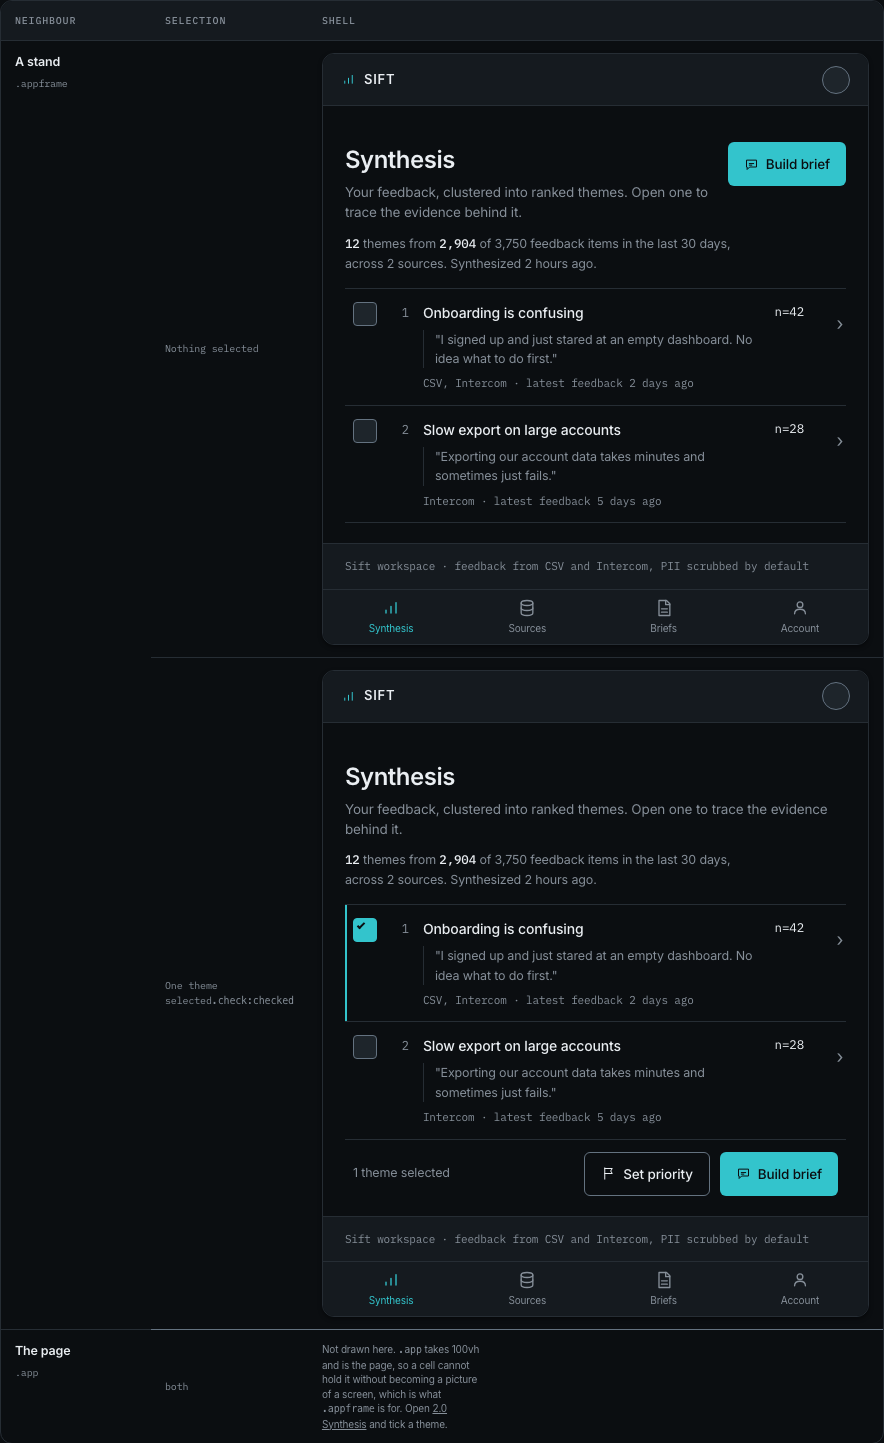 NEIGHBOUR SELECTION SHELL
A stand
.appframe
Nothing selected
SIFT
Synthesis
Build brief
Your feedback, clustered into ranked themes. Open one to
trace the evidence behind it.
12 themes from 2,904 of 3,750 feedback items in the last 30 days,
across 2 sources. Synthesized 2 hours ago.
1 Onboarding is confusing n=42
"I signed up and just stared at an empty dashboard. No
idea what to do first."
CSV, Intercom · latest feedback 2 days ago
2 Slow export on large accounts n=28
"Exporting our account data takes minutes and
sometimes just fails."
Intercom · latest feedback 5 days ago
Sift workspace · feedback from CSV and Intercom, PII scrubbed by default
Synthesis Sources Briefs Account
One theme
selected.check:checked
SIFT
Synthesis
Your feedback, clustered into ranked themes. Open one to trace the evidence
behind it.
12 themes from 2,904 of 3,750 feedback items in the last 30 days,
across 2 sources. Synthesized 2 hours ago.
1 Onboarding is confusing n=42
"I signed up and just stared at an empty dashboard. No
idea what to do first."
CSV, Intercom · latest feedback 2 days ago
2 Slow export on large accounts n=28
"Exporting our account data takes minutes and
sometimes just fails."
Intercom · latest feedback 5 days ago
1 theme selected Set priority Build brief
Sift workspace · feedback from CSV and Intercom, PII scrubbed by default
Synthesis Sources Briefs Account
The page
.app
both
Not drawn here. .app takes 100vh
and is the page, so a cell cannot
hold it without becoming a picture
of a screen, which is what
.appframe is for. Open 2.0
Synthesis and tick a theme.